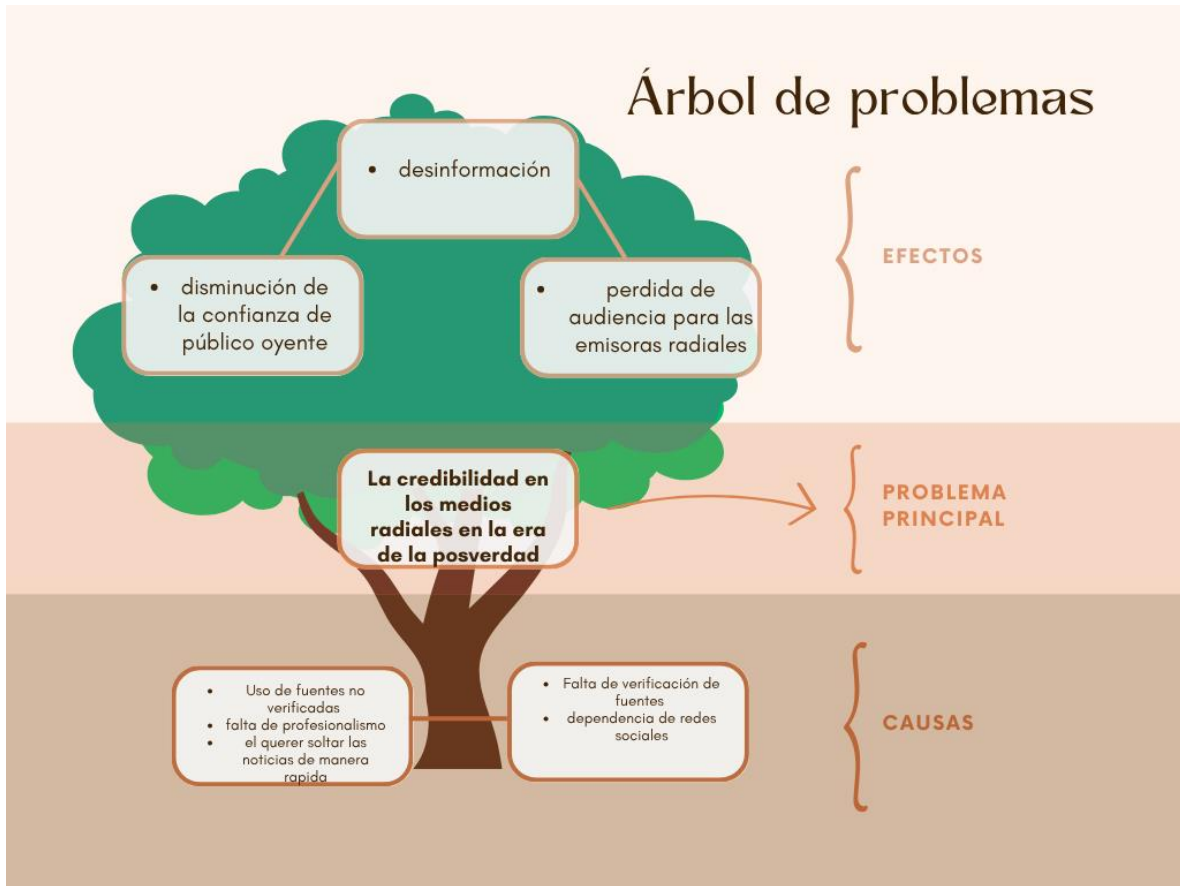 Árbol de problemas
• desinformación
• disminución de
la confianza de
público oyente
• perdida de
audiencia para las
emisoras radiales
EFECTOS
La credibilidad en
los medios
radiales en la era
de la posverdad
PROBLEMA
PRINCIPAL
• Uso de fuentes no
verificadas
• falta de profesionalismo
• el querer soltar las
noticias de manera
rapida
• Falta de verificación de
fuentes
• dependencia de redes
sociales
CAUSAS